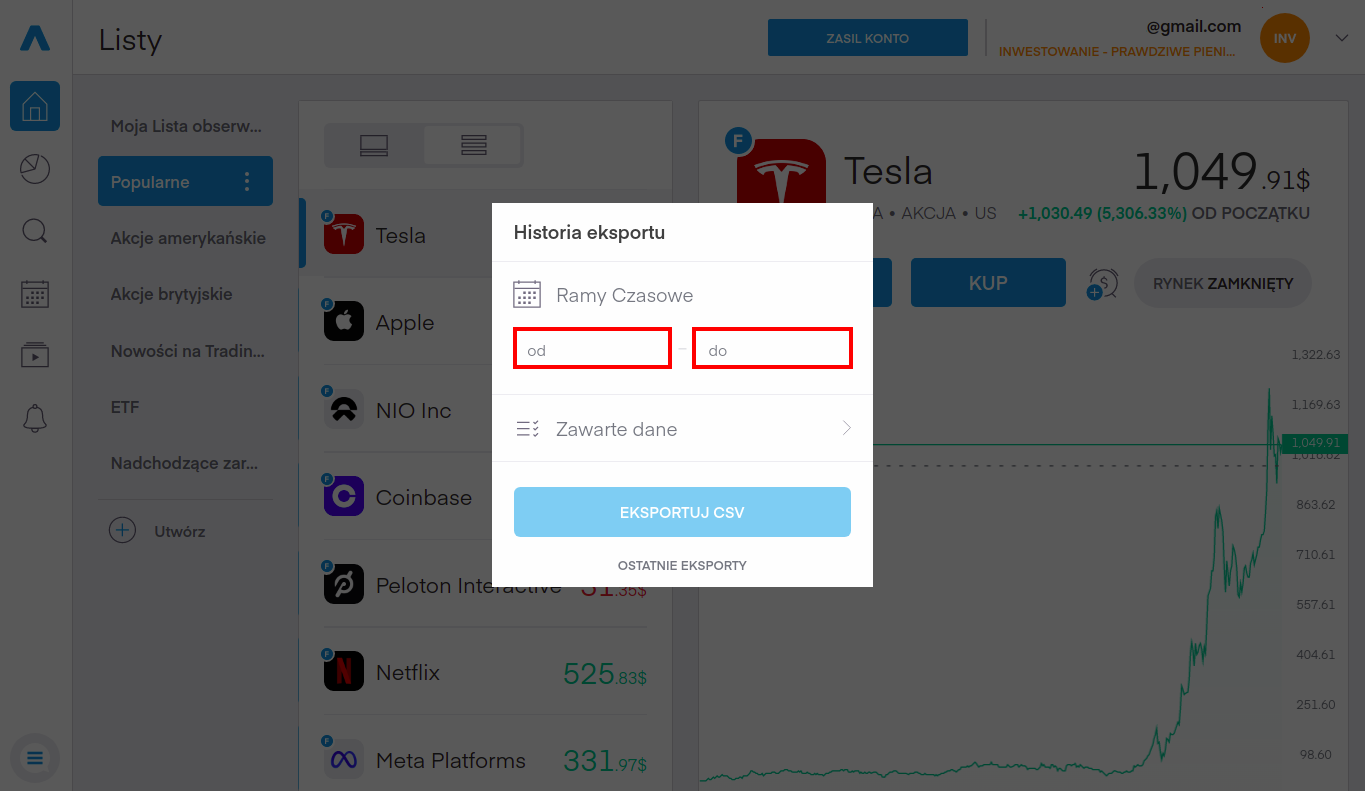 Listy
ZASIL KONTO
@gmail.com
INWESTOWANIE - PRAWDZIWE PIENI...
INV
Moja Lista obserw...
Popularne
Akcje amerykańskie
Akcje brytyjskie
Nowości na Tradin...
ETF
Nadchodzące zar...
Utwórz
F
Tesla
F
Apple
F
NIO Inc
F
Coinbase
F
Peloton Interactive
31.35$
F
Netflix
525.83$
F
Meta Platforms
331.97$
F
Tesla
1,049.91$
A • AKCJA • US
+1,030.49 (5,306.33%) OD POCZĄTKU
KUP
RYNEK ZAMKNIĘTY
Historia eksportu
Ramy Czasowe
od – do
Zawarte dane
EKSPORTUJ CSV
OSTATNIE EKSPORTY
1,322.63
1,169.63
1,049.91
1,016.62
863.62
710.61
557.61
404.61
251.60
98.60